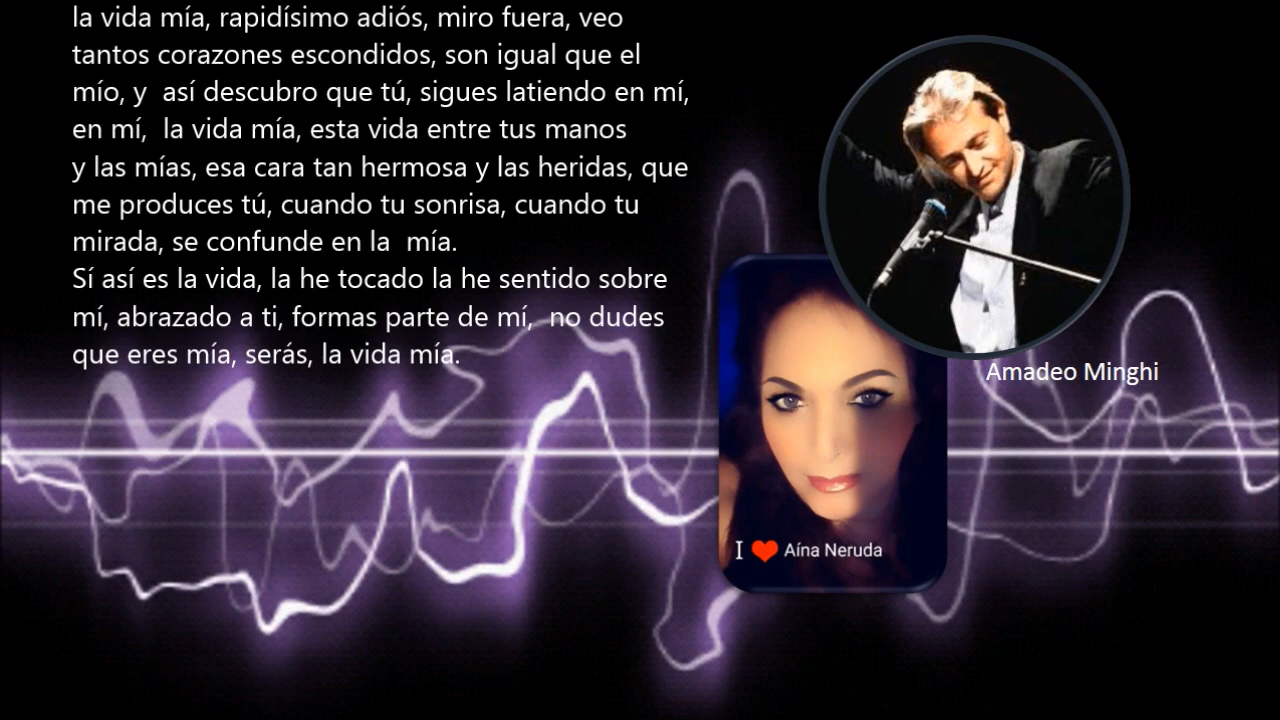 la vida mía, rapidísimo adiós, miro fuera, veo
tantos corazones escondidos, son igual que el
mío, y  así descubro que tú, sigues latiendo en mí,
en mí,  la vida mía, esta vida entre tus manos
y las mías, esa cara tan hermosa y las heridas, que
me produces tú, cuando tu sonrisa, cuando tu
mirada, se confunde en la  mía.
Sí así es la vida, la he tocado la he sentido sobre
mí, abrazado a ti, formas parte de mí,  no dudes
que eres mía, serás, la vida mía.
Amadeo Minghi
I ❤ Aína Neruda